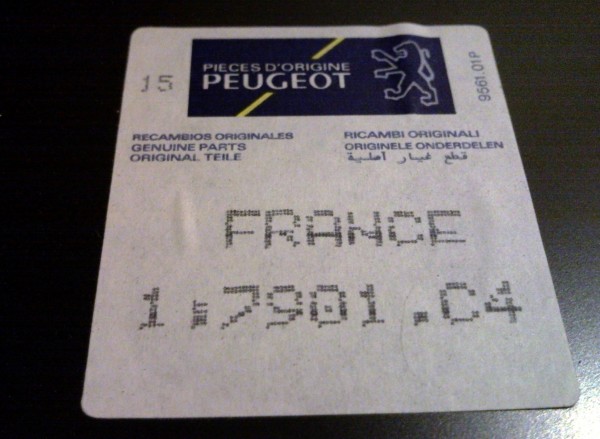 PIECES D'ORIGINE
PEUGEOT
9561.01P
RECAMBIOS ORIGINALES
GENUINE PARTS
ORIGINAL TEILE
RICAMBI ORIGINALI
ORIGINELE ONDERDELEN
قطع غيار أصلية
FRANCE
1.7901.C4